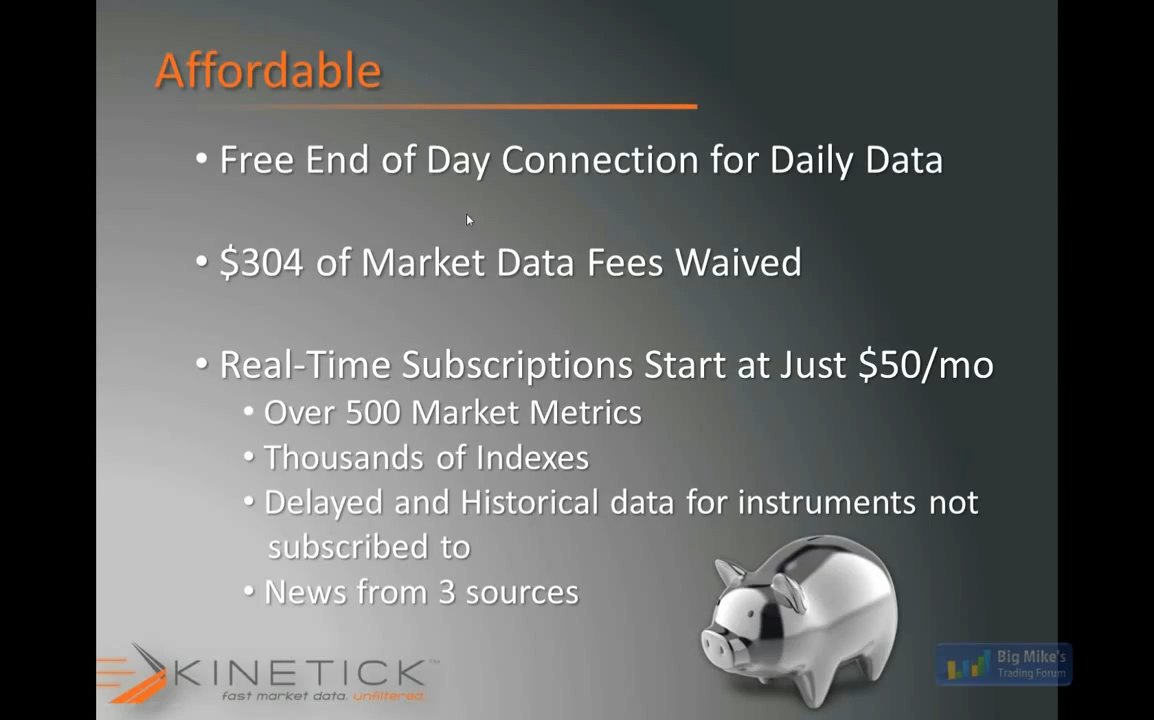 Affordable
• Free End of Day Connection for Daily Data
• $304 of Market Data Fees Waived
• Real-Time Subscriptions Start at Just $50/mo
• Over 500 Market Metrics
• Thousands of Indexes
• Delayed and Historical data for instruments not
subscribed to
• News from 3 sources
KINETICK™
fast market data. unfiltered.
Big Mike's
Trading Forum